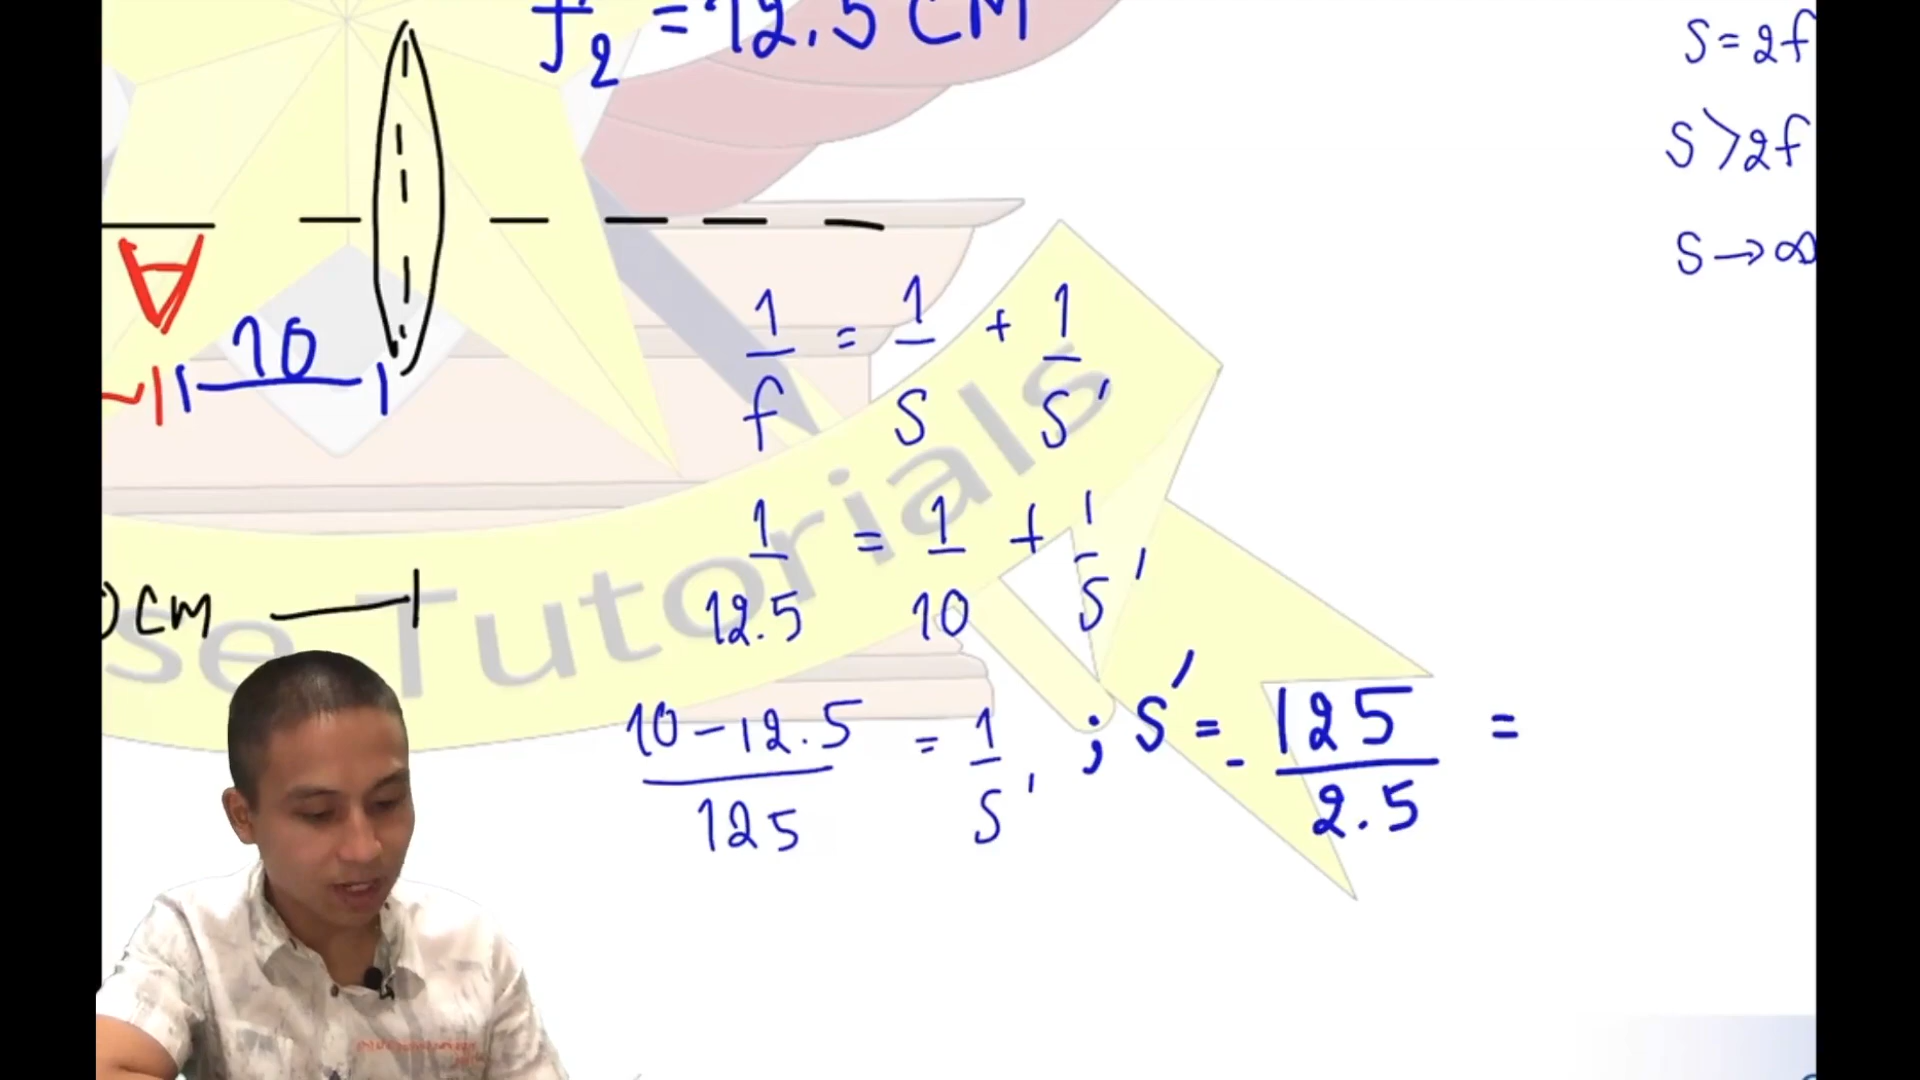 f₂ = 12.5 CM
S = 2f
S > 2f
S → ∞
A
10
1/f = 1/S + 1/S'
1/12.5 = 1/10 + 1/S'
CM
se Tutorials
(10 - 12.5)/125 = 1/S' ; S' = - 125/2.5 =